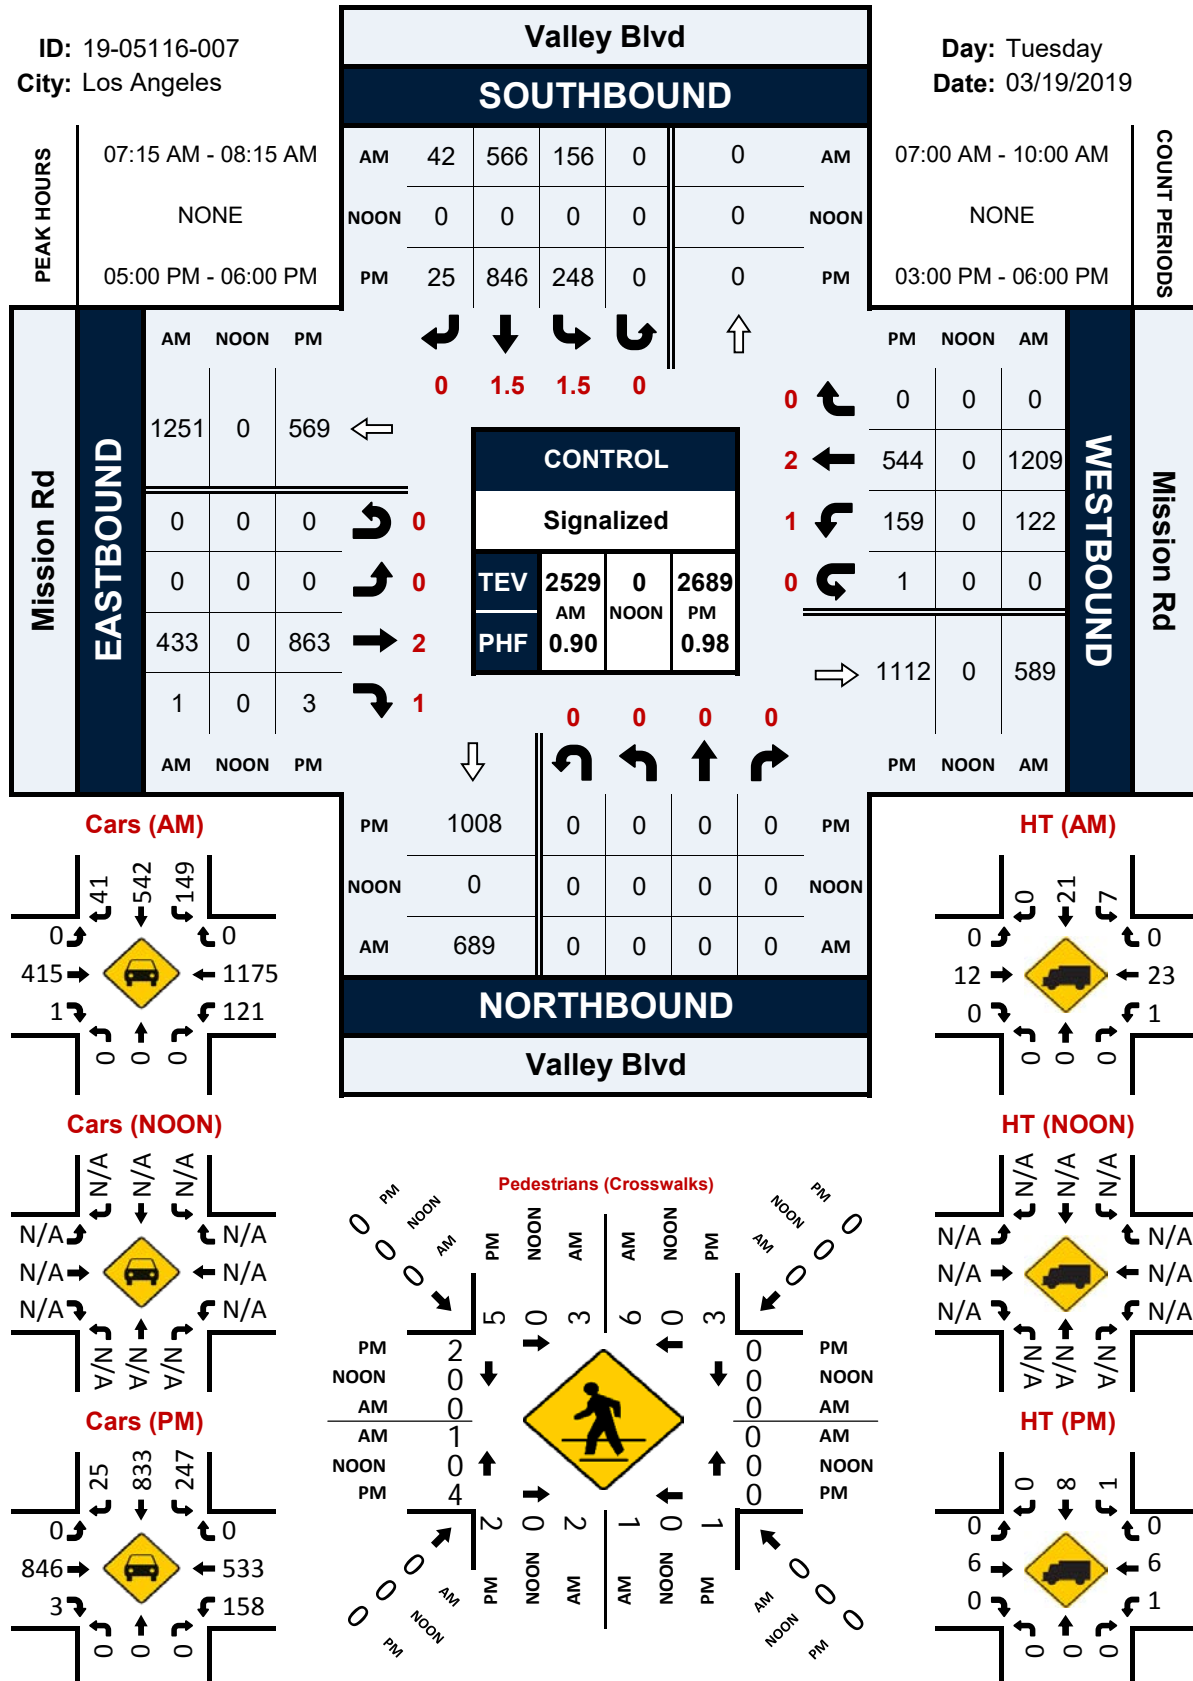 Valley Blvd
ID: 19-05116-007
Day: Tuesday
City: Los Angeles
Date: 03/19/2019
SOUTHBOUND
PEAK HOURS
07:15 AM - 08:15 AM
NONE
05:00 PM - 06:00 PM
AM 42 566 156 0 0 AM
NOON 0 0 0 0 0 NOON
PM 25 846 248 0 0 PM
07:00 AM - 10:00 AM
NONE
03:00 PM - 06:00 PM
COUNT PERIODS
0 1.5 1.5 0
Mission Rd
EASTBOUND
AM NOON PM
1251 0 569
0 0 0 0
0 0 0 0
433 0 863 2
1 0 3 1
AM NOON PM
CONTROL
Signalized
TEV 2529 0 2689
AM NOON PM
PHF 0.90 0.98
PM NOON AM
0 0 0 0
2 544 0 1209
1 159 0 122
0 1 0 0
1112 0 589
PM NOON AM
WESTBOUND
Mission Rd
0 0 0 0
PM 1008 0 0 0 0 PM
NOON 0 0 0 0 0 NOON
AM 689 0 0 0 0 AM
NORTHBOUND
Valley Blvd
Cars (AM)
41 542 149
0 0
415 1175
1 121
0 0 0
HT (AM)
0 21 7
0 0
12 23
0 1
0 0 0
Cars (NOON)
N/A N/A N/A
N/A N/A
N/A N/A
N/A N/A
N/A N/A N/A
HT (NOON)
N/A N/A N/A
N/A N/A
N/A N/A
N/A N/A
N/A N/A N/A
Cars (PM)
25 833 247
0 0
846 533
3 158
0 0 0
HT (PM)
0 8 1
0 0
6 6
0 1
0 0 0
Pedestrians (Crosswalks)
PM NOON AM
0 0 0
PM NOON AM AM NOON PM
5 0 3 6 0 3
PM NOON AM
0 0 0
PM 2 0 PM
NOON 0 0 NOON
AM 0 0 AM
AM 1 0 AM
NOON 0 0 NOON
PM 4 0 PM
2 0 2 1 0 1
PM NOON AM AM NOON PM
0 0 0
AM NOON PM
0 0 0
AM NOON PM